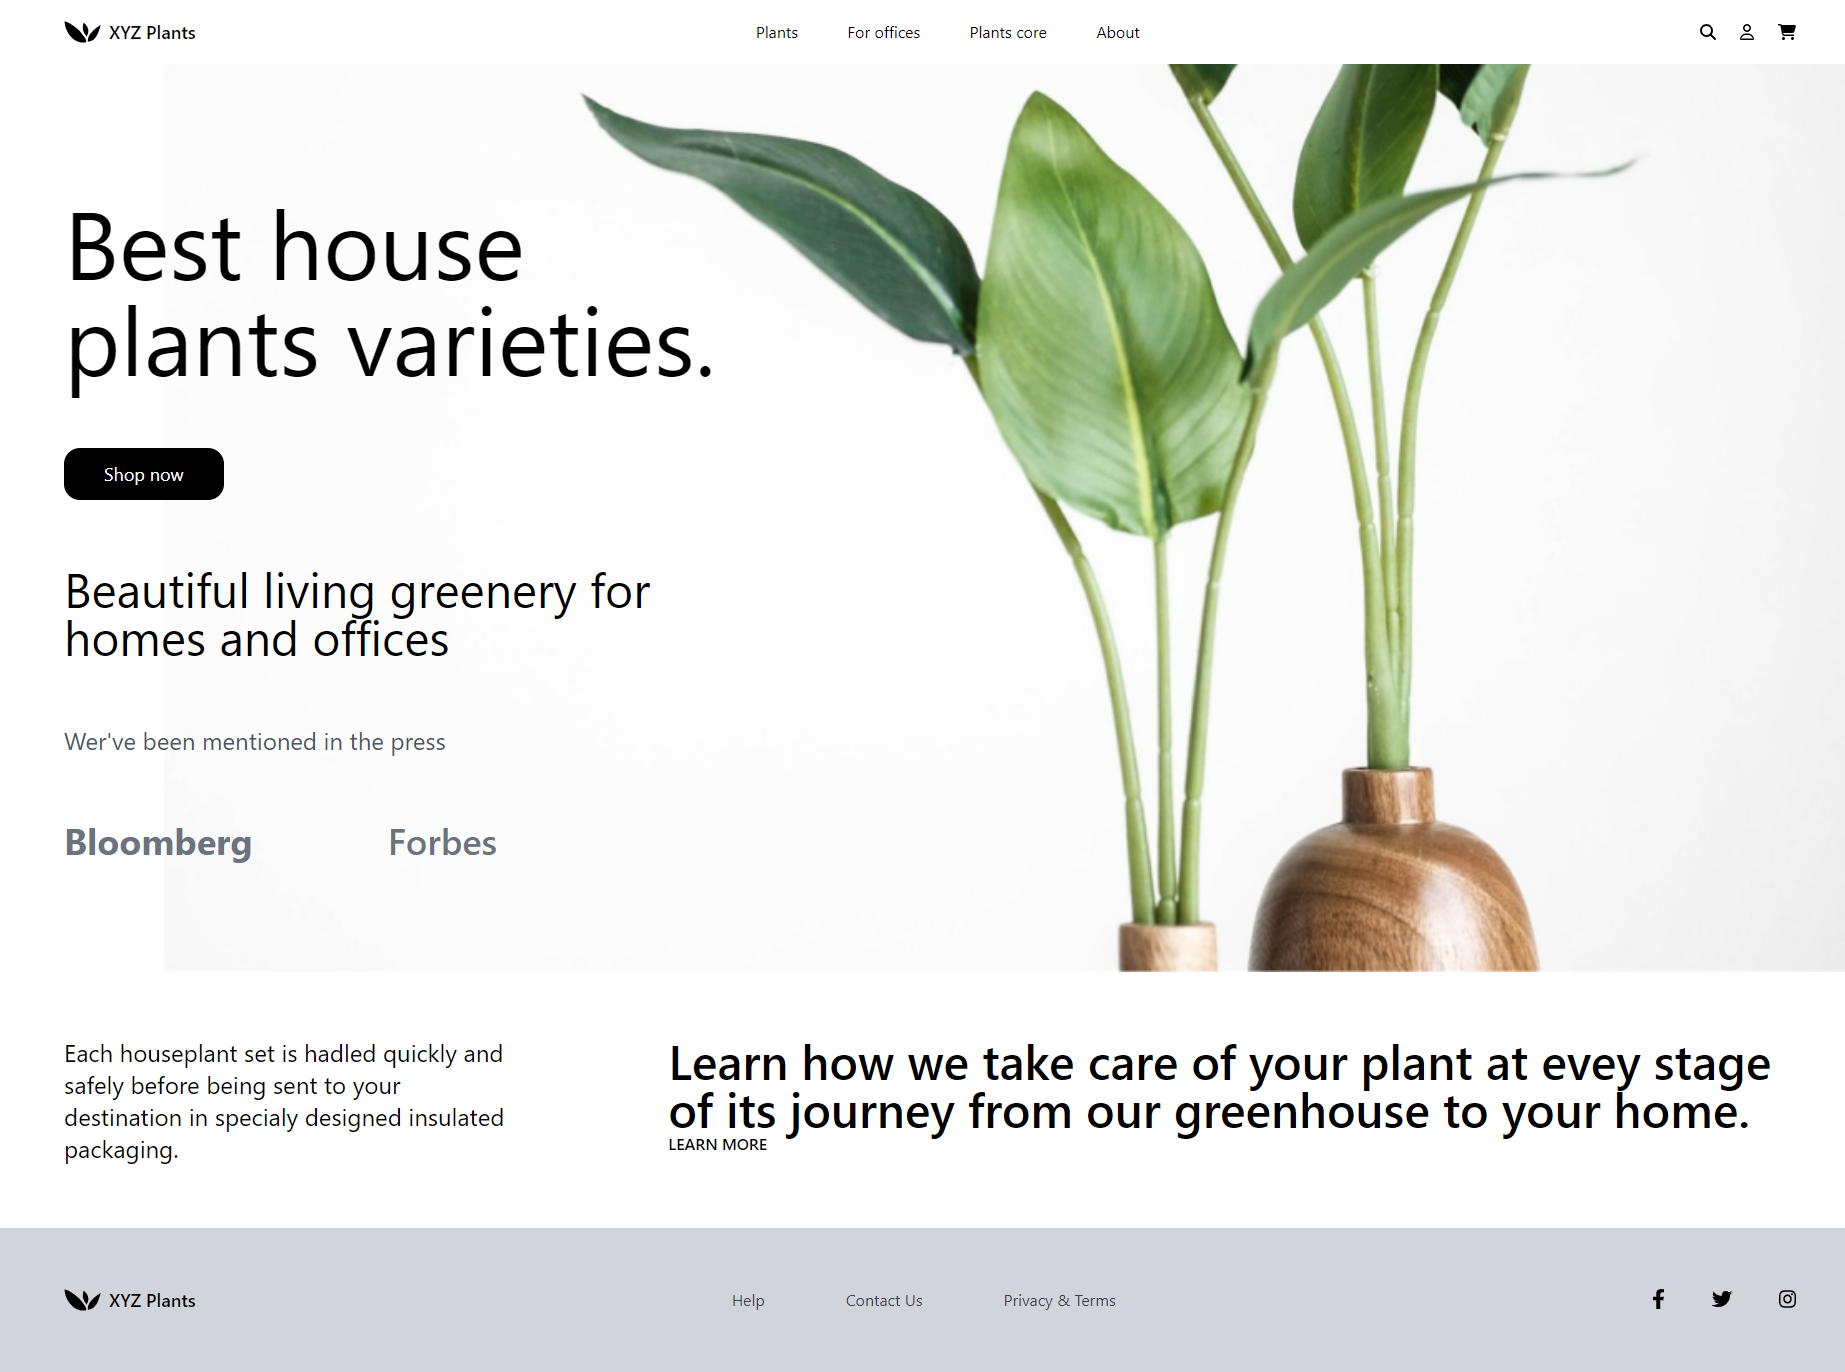 XYZ Plants
Plants
For offices
Plants core
About
Best house
plants varieties.
Shop now
Beautiful living greenery for
homes and offices
Wer've been mentioned in the press
Bloomberg
Forbes
Each houseplant set is hadled quickly and
safely before being sent to your
destination in specialy designed insulated
packaging.
Learn how we take care of your plant at evey stage
of its journey from our greenhouse to your home.
LEARN MORE
XYZ Plants
Help
Contact Us
Privacy & Terms